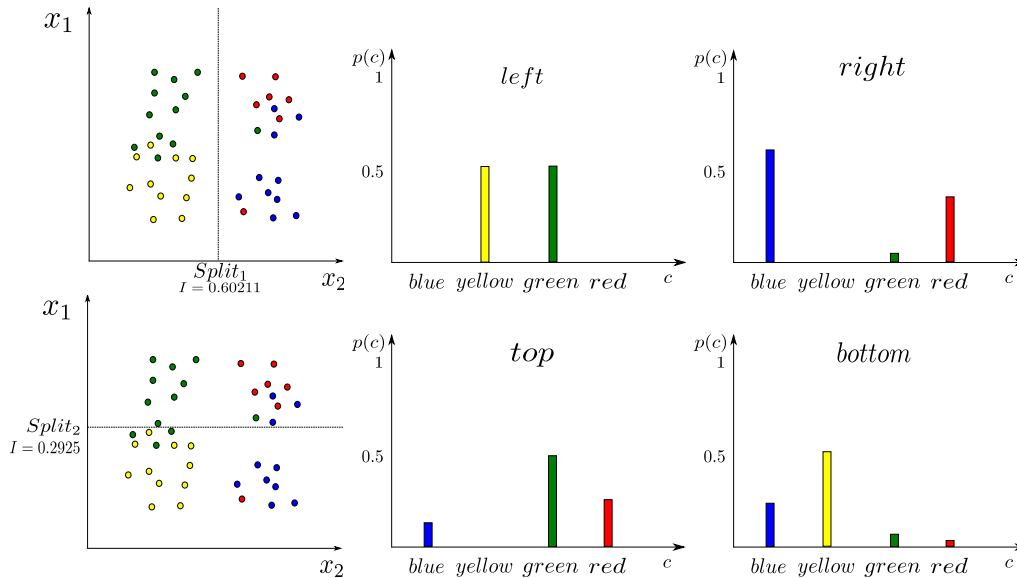 x₁
Split₁
I = 0.60211
x₂
p(c)
1
left
0.5
blue yellow green red c
p(c)
1
right
0.5
blue yellow green red c
x₁
Split₂
I = 0.2925
x₂
p(c)
1
top
0.5
blue yellow green red c
p(c)
1
bottom
0.5
blue yellow green red c